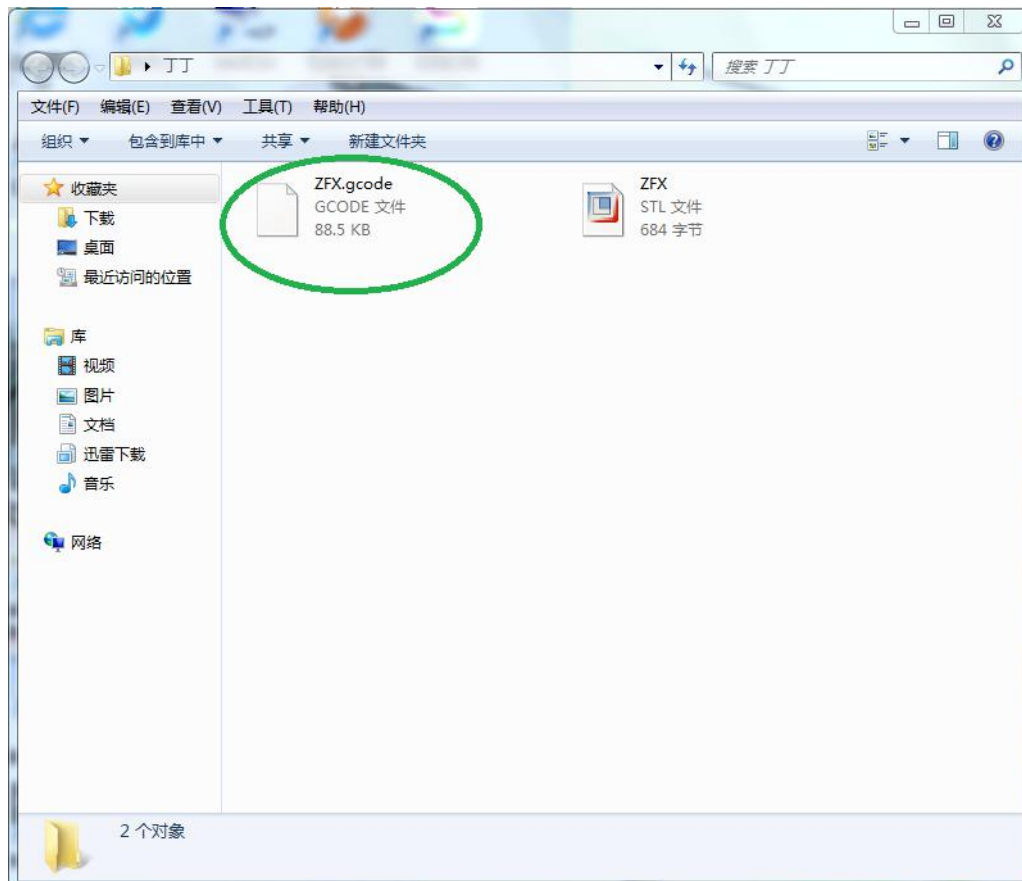 丁丁
搜索 丁丁
文件(F) 编辑(E) 查看(V) 工具(T) 帮助(H)
组织 包含到库中 共享 新建文件夹
收藏夹
下载
桌面
最近访问的位置
库
视频
图片
文档
迅雷下载
音乐
网络
ZFX.gcode
GCODE 文件
88.5 KB
ZFX
STL 文件
684 字节
2 个对象